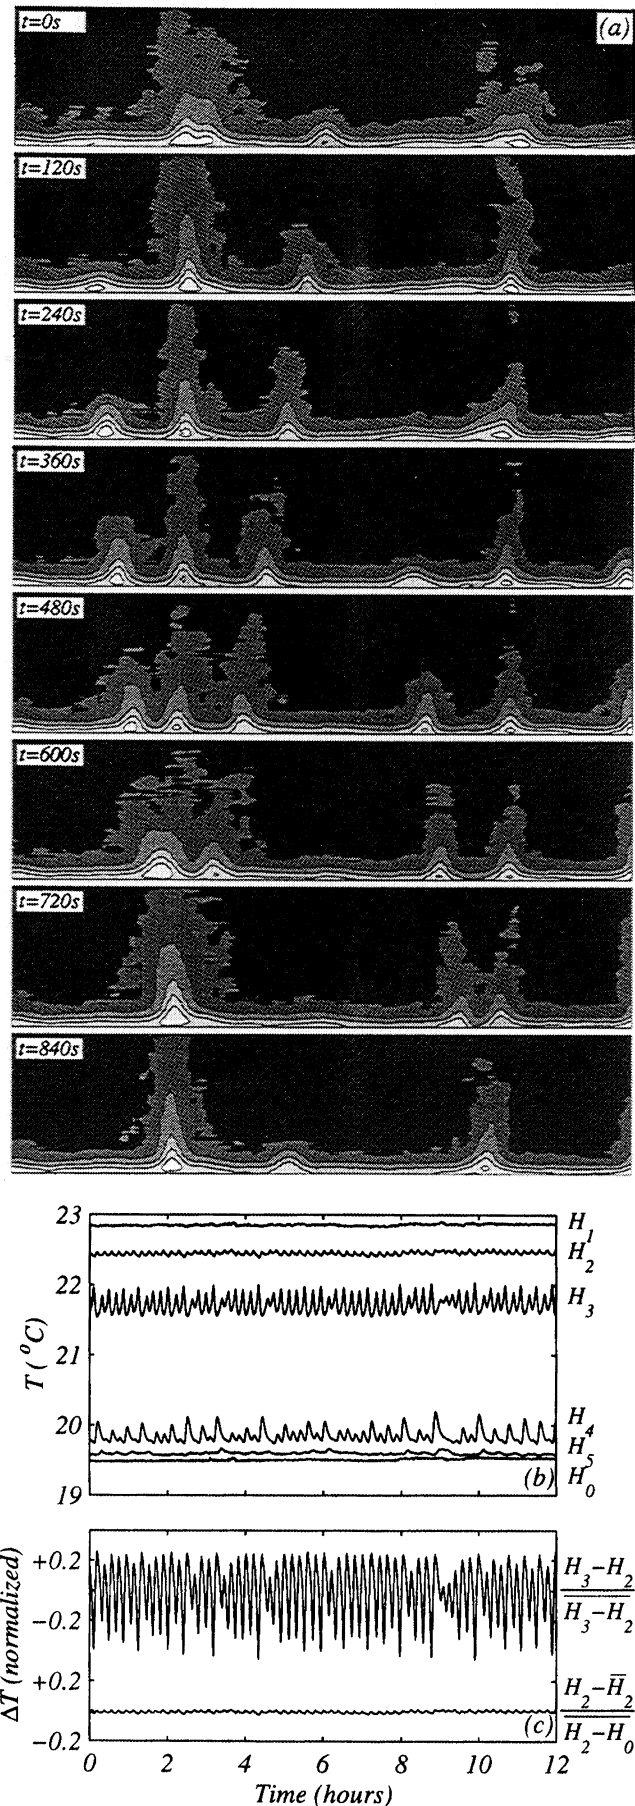 t=0s (a)
t=120s
t=240s
t=360s
t=480s
t=600s
t=720s
t=840s
23
22
21
20
19
T (°C)
H1
H2
H3
H4
H5
H0
(b)
+0.2
−0.2
+0.2
−0.2
ΔT (normalized)
H3−H2
H3−H2
H2−H2
H2−H0
(c)
0 2 4 6 8 10 12
Time (hours)